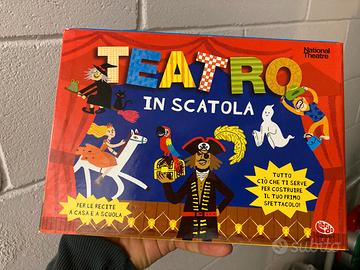 National
Theatre
TEATRO
IN SCATOLA
TUTTO
CIÒ CHE TI SERVE
PER COSTRUIRE
IL TUO PRIMO
SPETTACOLO!
PER LE RECITE
A CASA E A SCUOLA
subito